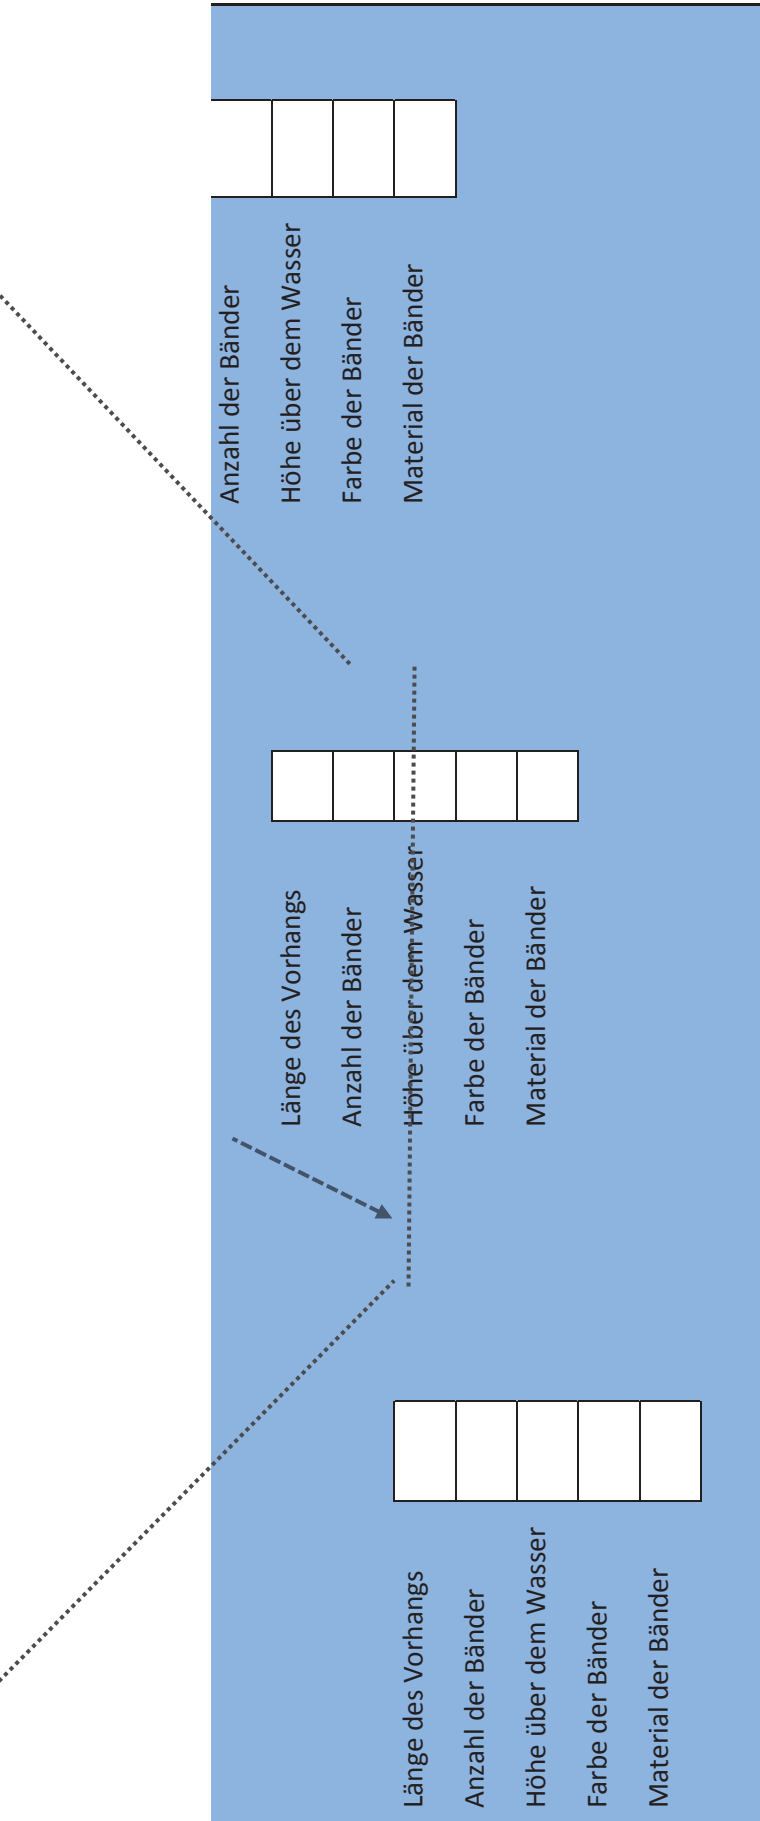 Anzahl der Bänder
Höhe über dem Wasser
Farbe der Bänder
Material der Bänder
Länge des Vorhangs
Anzahl der Bänder
Höhe über dem Wasser
Farbe der Bänder
Material der Bänder
Länge des Vorhangs
Anzahl der Bänder
Höhe über dem Wasser
Farbe der Bänder
Material der Bänder